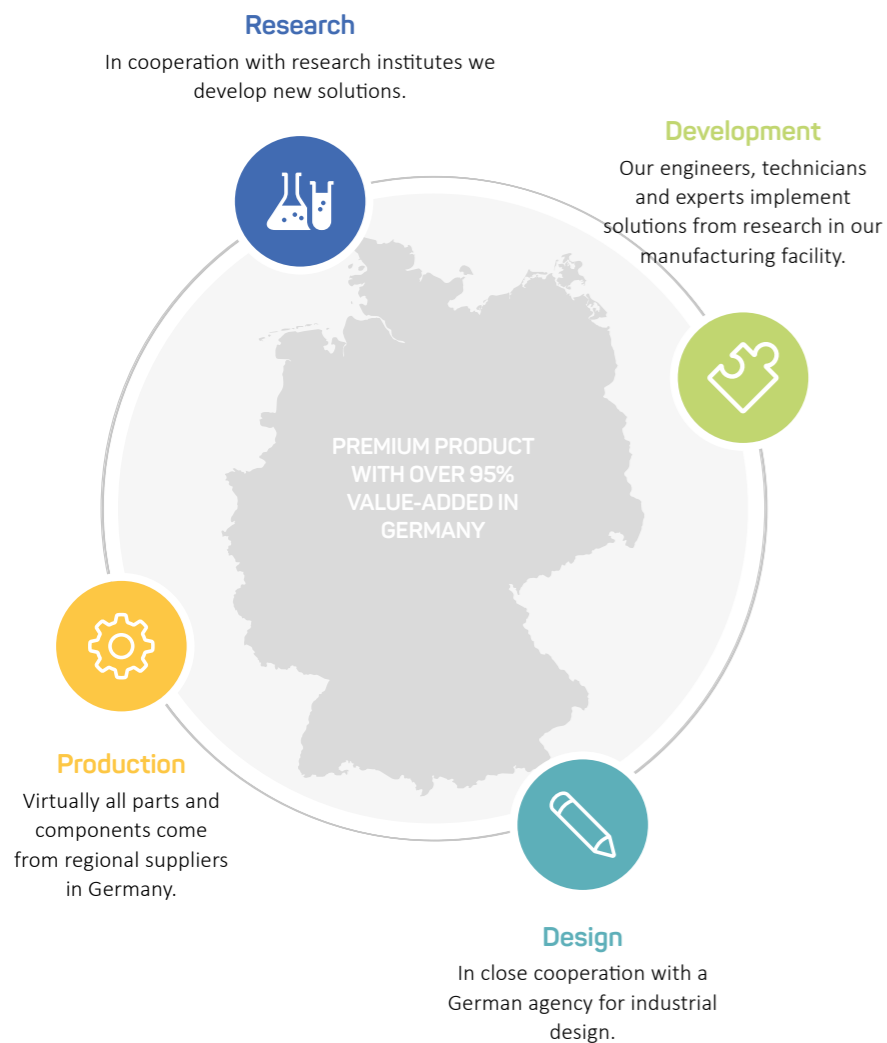 Research
In cooperation with research institutes we
develop new solutions.
Development
Our engineers, technicians
and experts implement
solutions from research in our
manufacturing facility.
PREMIUM PRODUCT
WITH OVER 95%
VALUE-ADDED IN
GERMANY
Production
Virtually all parts and
components come
from regional suppliers
in Germany.
Design
In close cooperation with a
German agency for industrial
design.